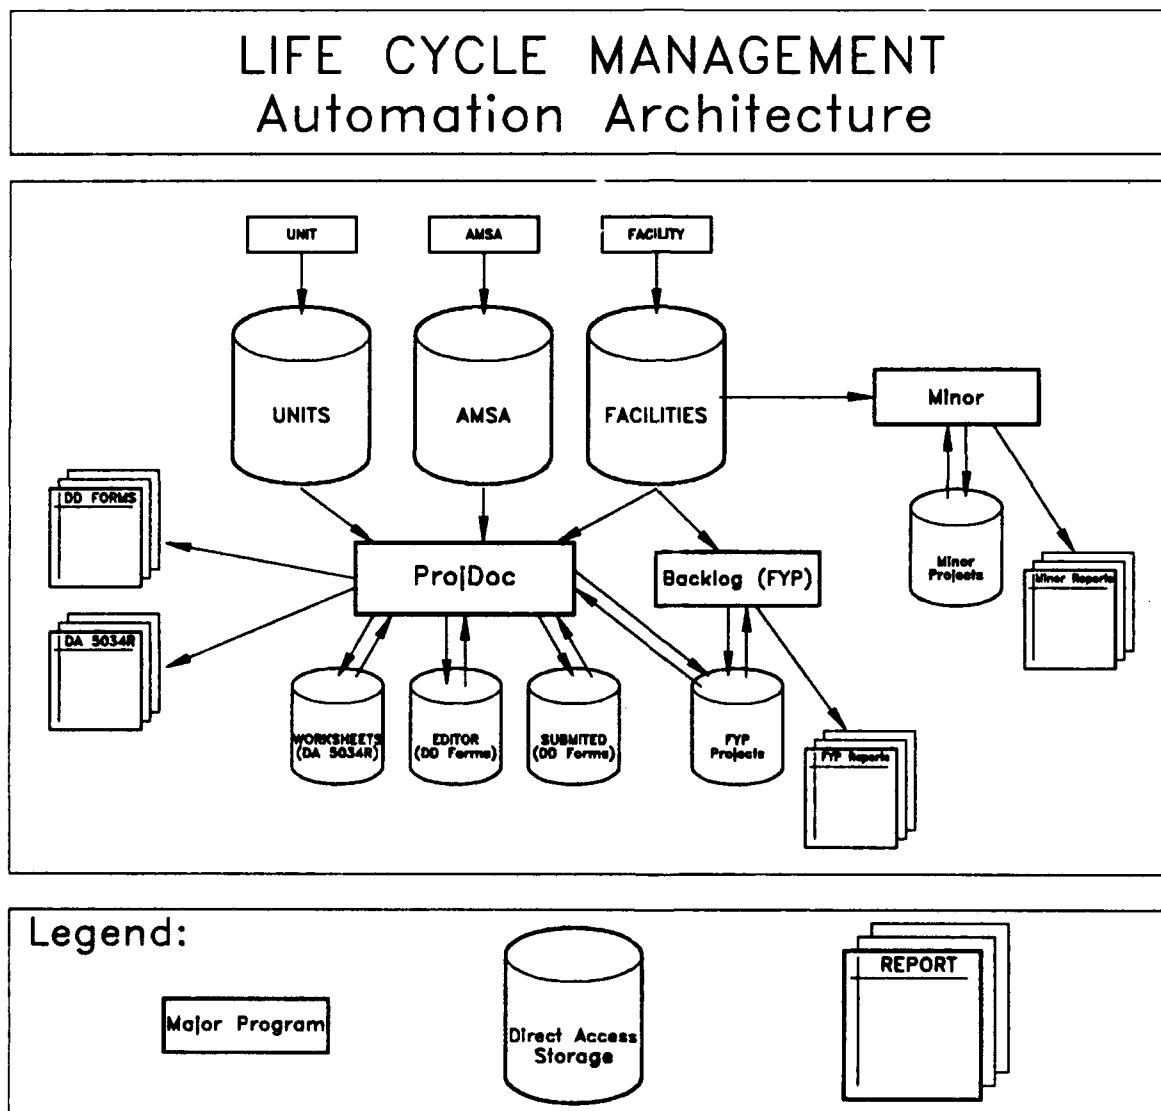 LIFE CYCLE MANAGEMENT
Automation Architecture
UNIT
AMSA
FACILITY
UNITS
AMSA
FACILITIES
Minor
DD FORMS
ProjDoc
Backlog (FYP)
Minor
Projects
Minor Reports
DA 5034R
WORKSHEETS
(DA 5034R)
EDITOR
(DD Forms)
SUBMITED
(DD Forms)
FYP
Projects
FYP Reports
Legend:
Major Program
Direct Access
Storage
REPORT